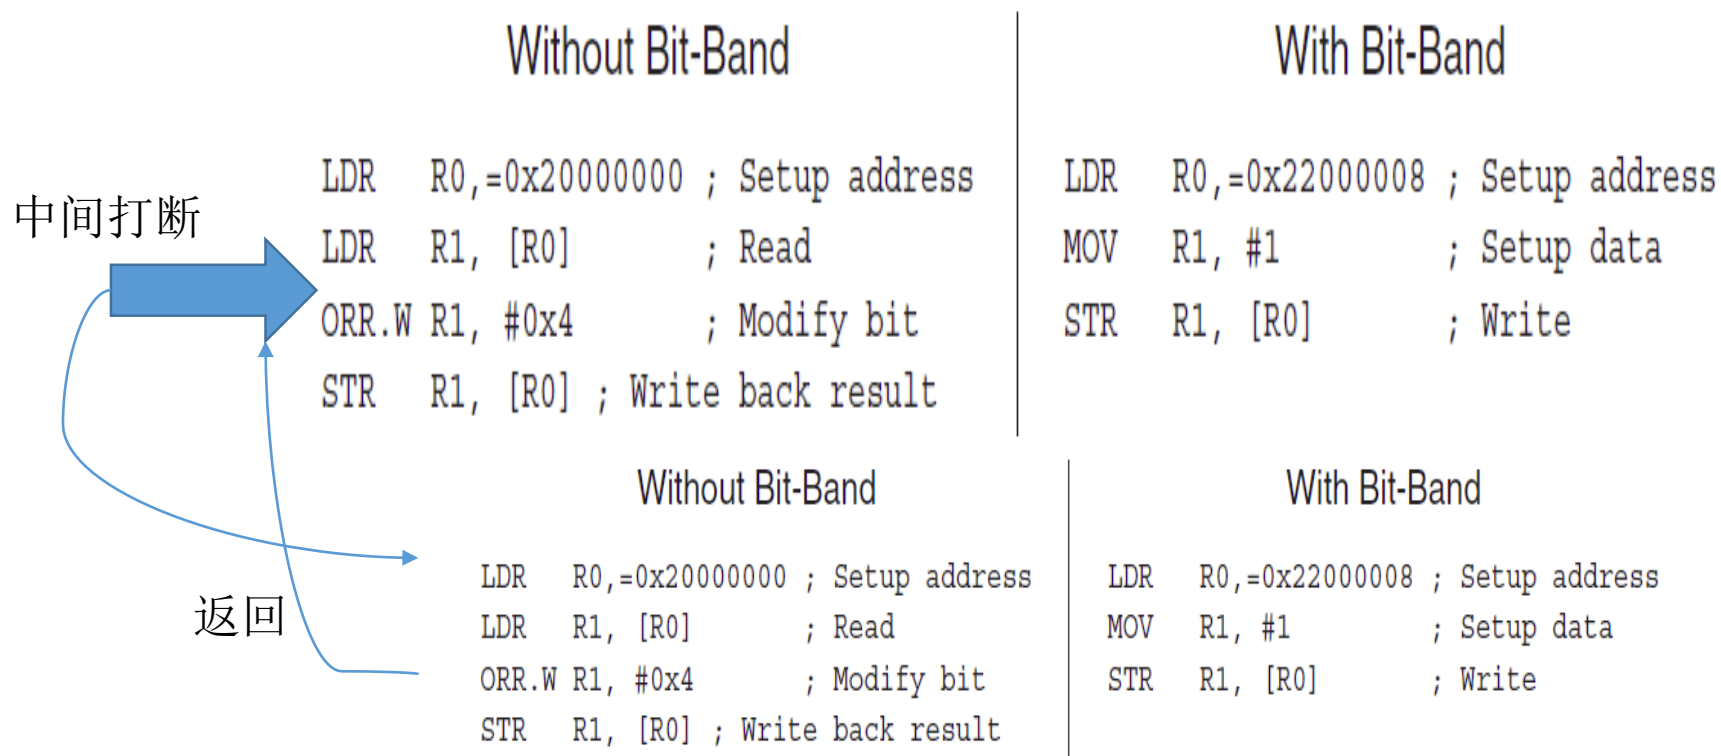 Without Bit-Band
With Bit-Band
中间打断
LDR R0,=0x20000000 ; Setup address
LDR R1, [R0] ; Read
ORR.W R1, #0x4 ; Modify bit
STR R1, [R0] ; Write back result
LDR R0,=0x22000008 ; Setup address
MOV R1, #1 ; Setup data
STR R1, [R0] ; Write
返回
Without Bit-Band
With Bit-Band
LDR R0,=0x20000000 ; Setup address
LDR R1, [R0] ; Read
ORR.W R1, #0x4 ; Modify bit
STR R1, [R0] ; Write back result
LDR R0,=0x22000008 ; Setup address
MOV R1, #1 ; Setup data
STR R1, [R0] ; Write